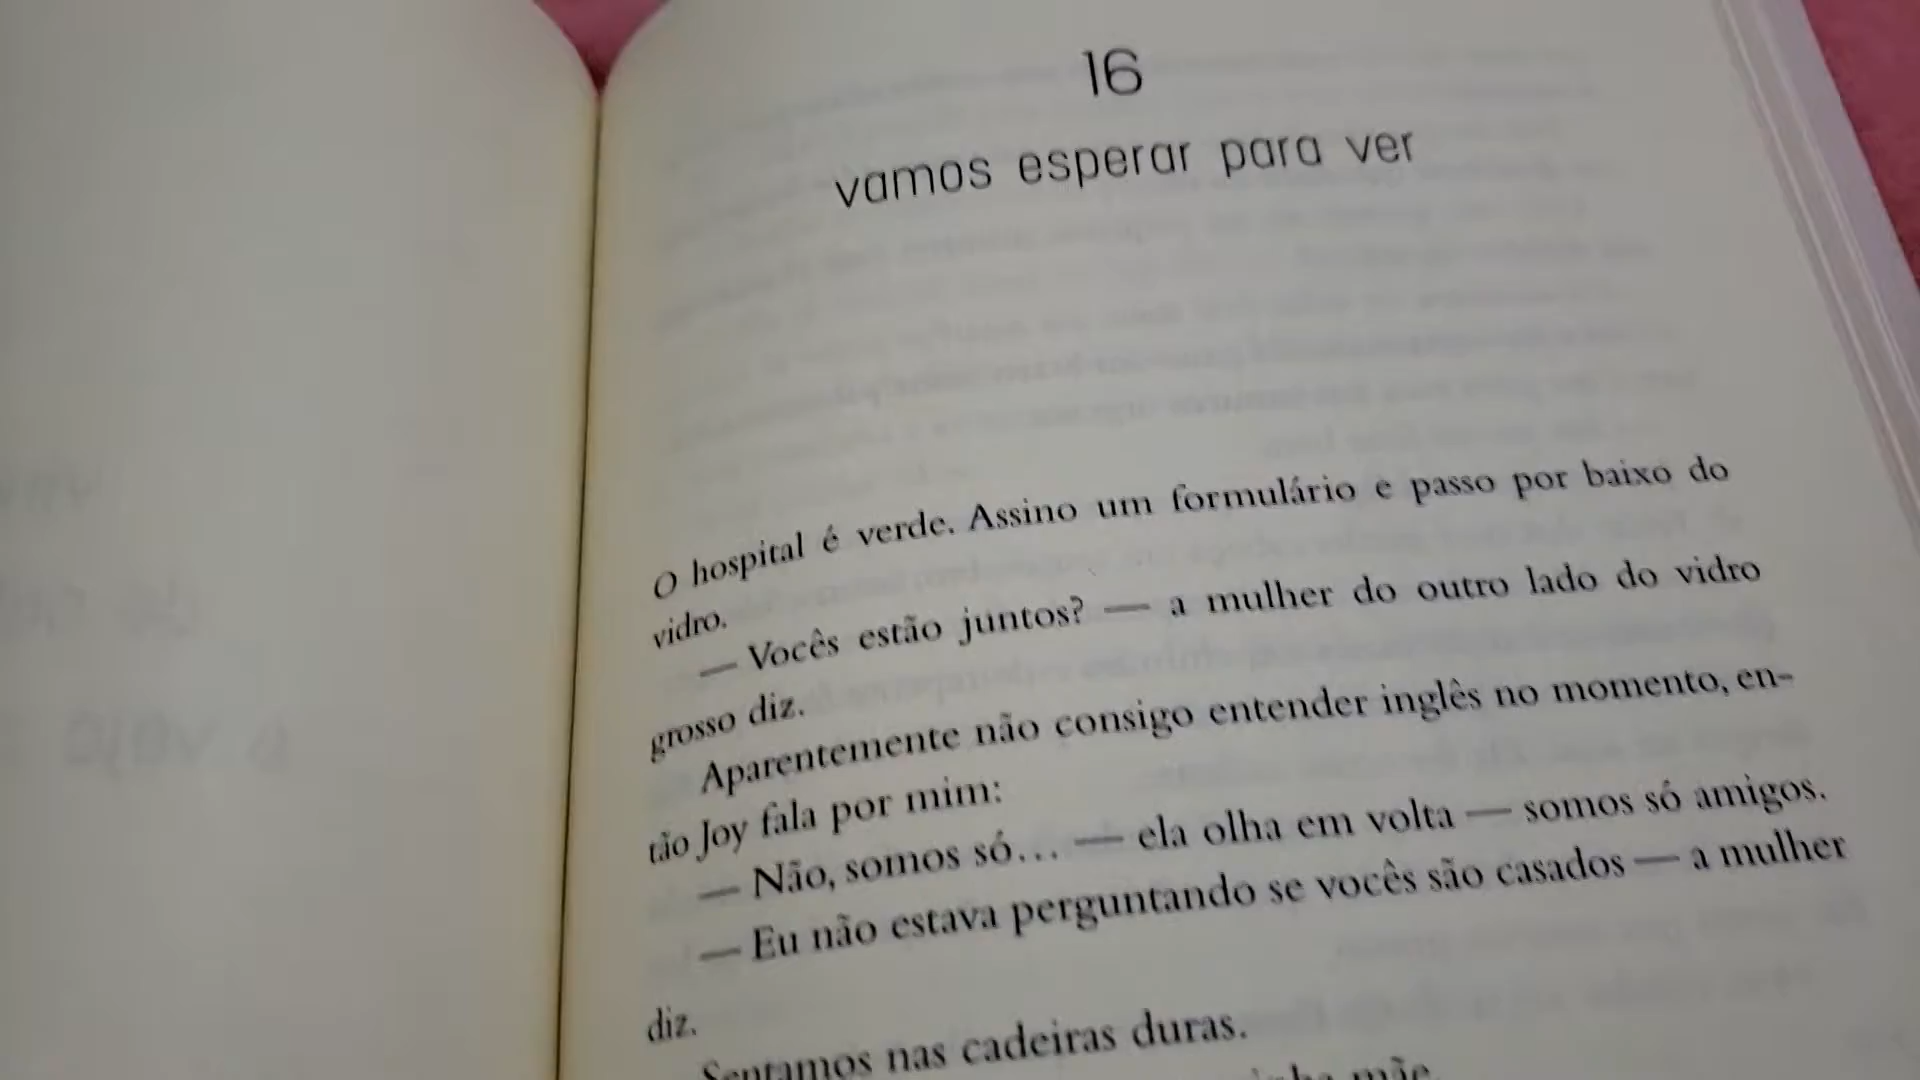 16
vamos esperar para ver
O hospital é verde. Assino um formulário e passo por baixo do
vidro.
— Vocês estão juntos? — a mulher do outro lado do vidro
grosso diz.
Aparentemente não consigo entender inglês no momento, en-
tão Joy fala por mim:
— Não, somos só... — ela olha em volta — somos só amigos.
— Eu não estava perguntando se vocês são casados — a mulher
diz.
Sentamos nas cadeiras duras.
mãe.